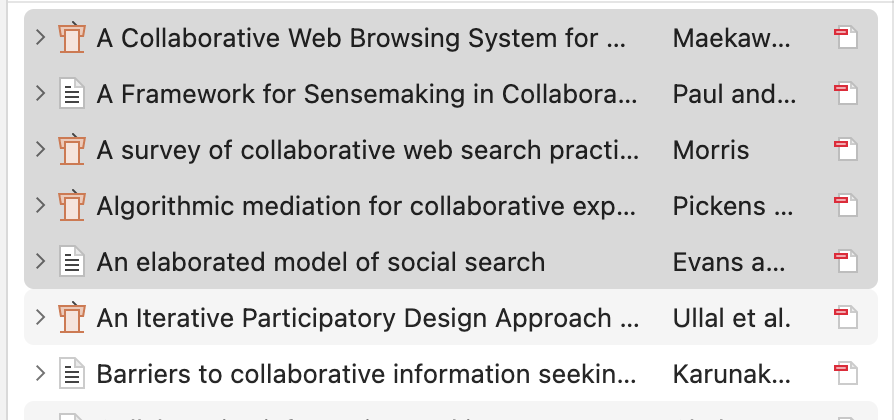 A Collaborative Web Browsing System for ... Maekaw...
A Framework for Sensemaking in Collabora... Paul and...
A survey of collaborative web search practi... Morris
Algorithmic mediation for collaborative exp... Pickens ...
An elaborated model of social search Evans a...
An Iterative Participatory Design Approach ... Ullal et al.
Barriers to collaborative information seekin... Karunak...